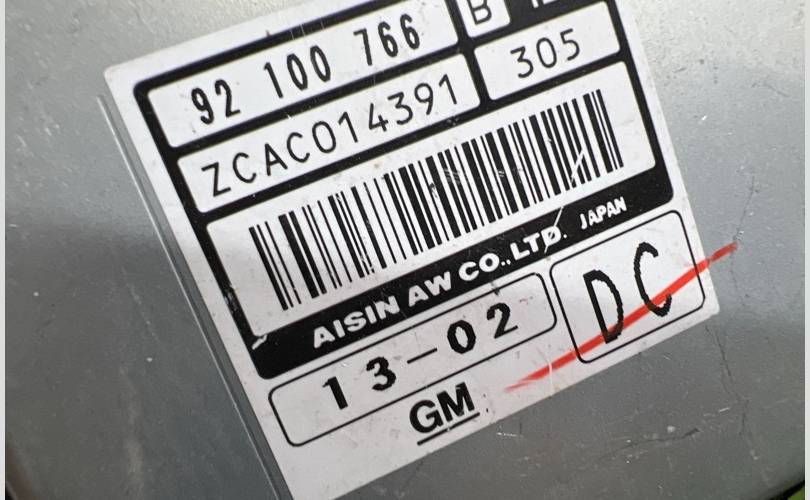 92 100 766 B
ZCAC014391 305
AISIN AW CO.,LTD. JAPAN
13-02 DC
GM